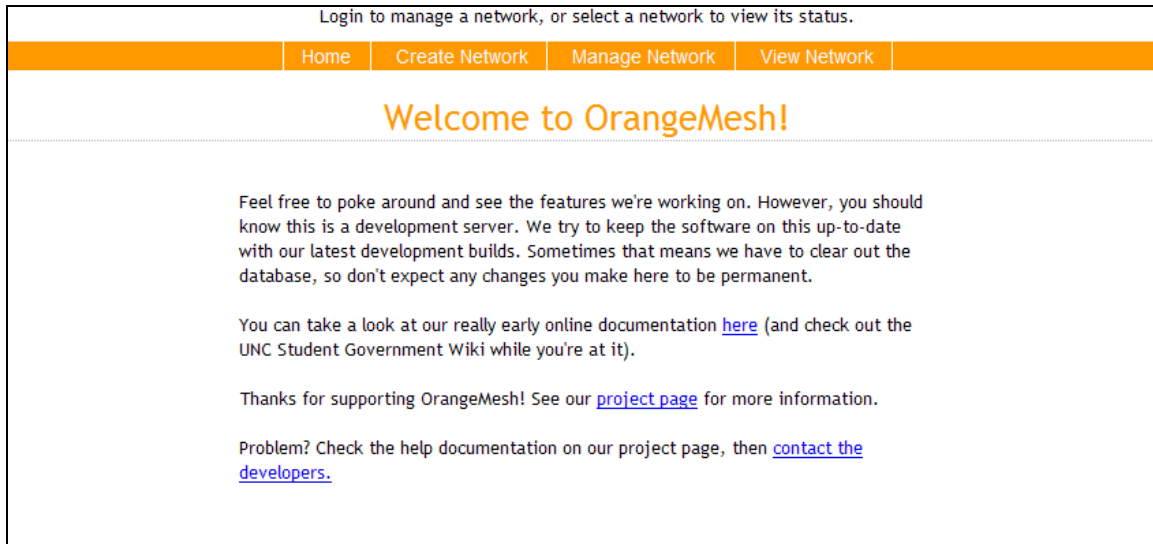 Login to manage a network, or select a network to view its status.
Home Create Network Manage Network View Network
Welcome to OrangeMesh!
Feel free to poke around and see the features we're working on. However, you should
know this is a development server. We try to keep the software on this up-to-date
with our latest development builds. Sometimes that means we have to clear out the
database, so don't expect any changes you make here to be permanent.
You can take a look at our really early online documentation here (and check out the
UNC Student Government Wiki while you're at it).
Thanks for supporting OrangeMesh! See our project page for more information.
Problem? Check the help documentation on our project page, then contact the
developers.